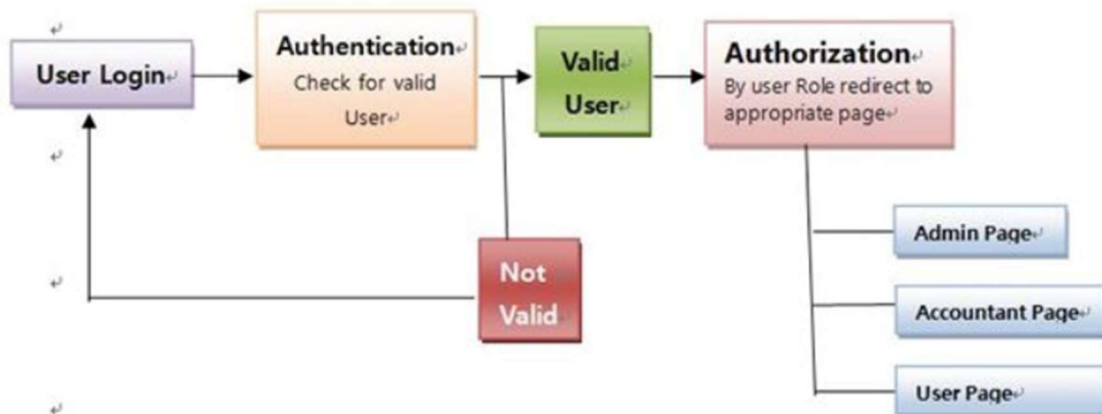 User Login
Authentication
Check for valid
User
Valid
User
Authorization
By user Role redirect to
appropriate page
Not
Valid
Admin Page
Accountant Page
User Page